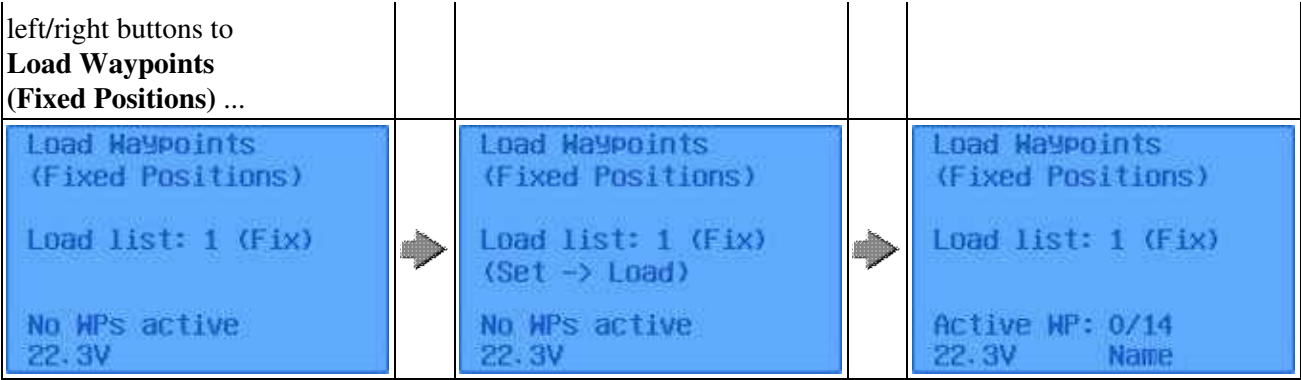 left/right buttons to
Load Waypoints
(Fixed Positions) ...
Load Waypoints
(Fixed Positions)
Load list: 1 (Fix)
No WPs active
22.3V
Load Waypoints
(Fixed Positions)
Load list: 1 (Fix)
(Set -> Load)
No WPs active
22.3V
Load Waypoints
(Fixed Positions)
Load list: 1 (Fix)
Active WP: 0/14
22.3V Name